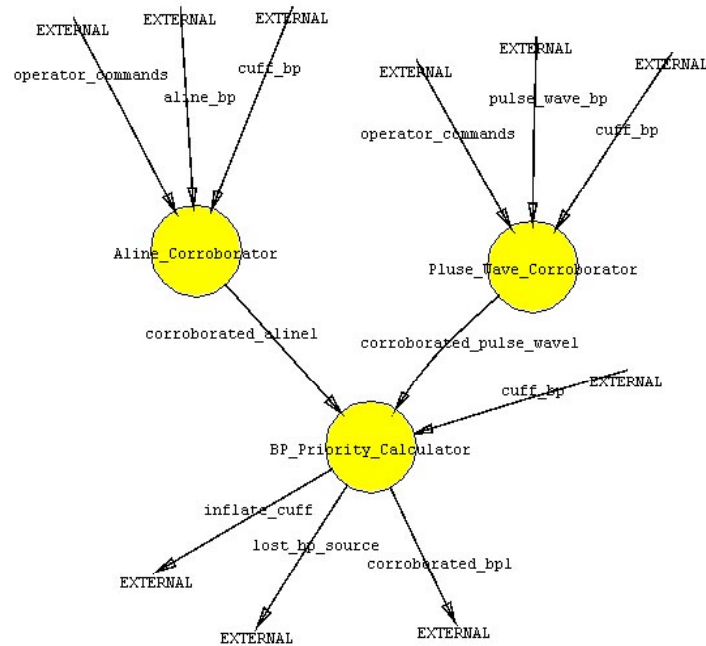 EXTERNAL
EXTERNAL
EXTERNAL
operator_commands
aline_bp
cuff_bp
Aline_Corroborator
EXTERNAL
EXTERNAL
EXTERNAL
operator_commands
pulse_wave_bp
cuff_bp
Pluse_Wave_Corroborator
corroborated_aline1
corroborated_pulse_wave1
cuff_bp
EXTERNAL
BP_Priority_Calculator
inflate_cuff
lost_bp_source
corroborated_bp1
EXTERNAL
EXTERNAL
EXTERNAL